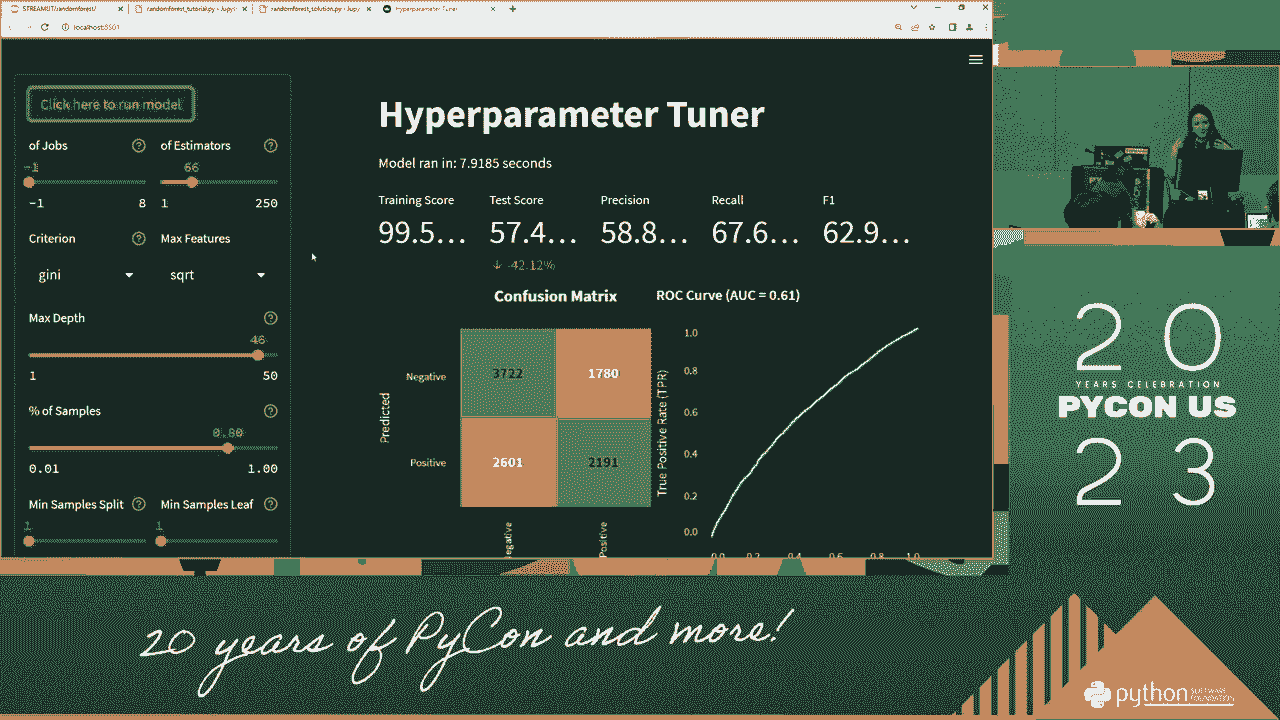 STREAMLIT/randomforest/
randomforest_tutorial.py - Jupyt
randomforest_solution.py - Jupyt
Hyperparameter Tuner
localhost:8501
Click here to run model
of Jobs
of Estimators
-1
66
-1
8
1
250
Criterion
Max Features
gini
sqrt
Max Depth
46
1
50
% of Samples
0.80
0.01
1.00
Min Samples Split
Min Samples Leaf
1
1
Hyperparameter Tuner
Model ran in: 7.9185 seconds
Training Score
Test Score
Precision
Recall
F1
99.5...
57.4...
58.8...
67.6...
62.9...
↓ -42.12%
Confusion Matrix
ROC Curve (AUC = 0.61)
Predicted
Negative
Positive
3722
1780
2601
2191
egative
Positive
True Positive Rate (TPR)
1.0
0.8
0.6
0.4
0.2
0.0
0.0 0.2 0.4 0.6 0.8 1.0
20
YEARS CELEBRATION
PYCON US
23
20 years of PyCon and more!
python
SOFTWARE
FOUNDATION